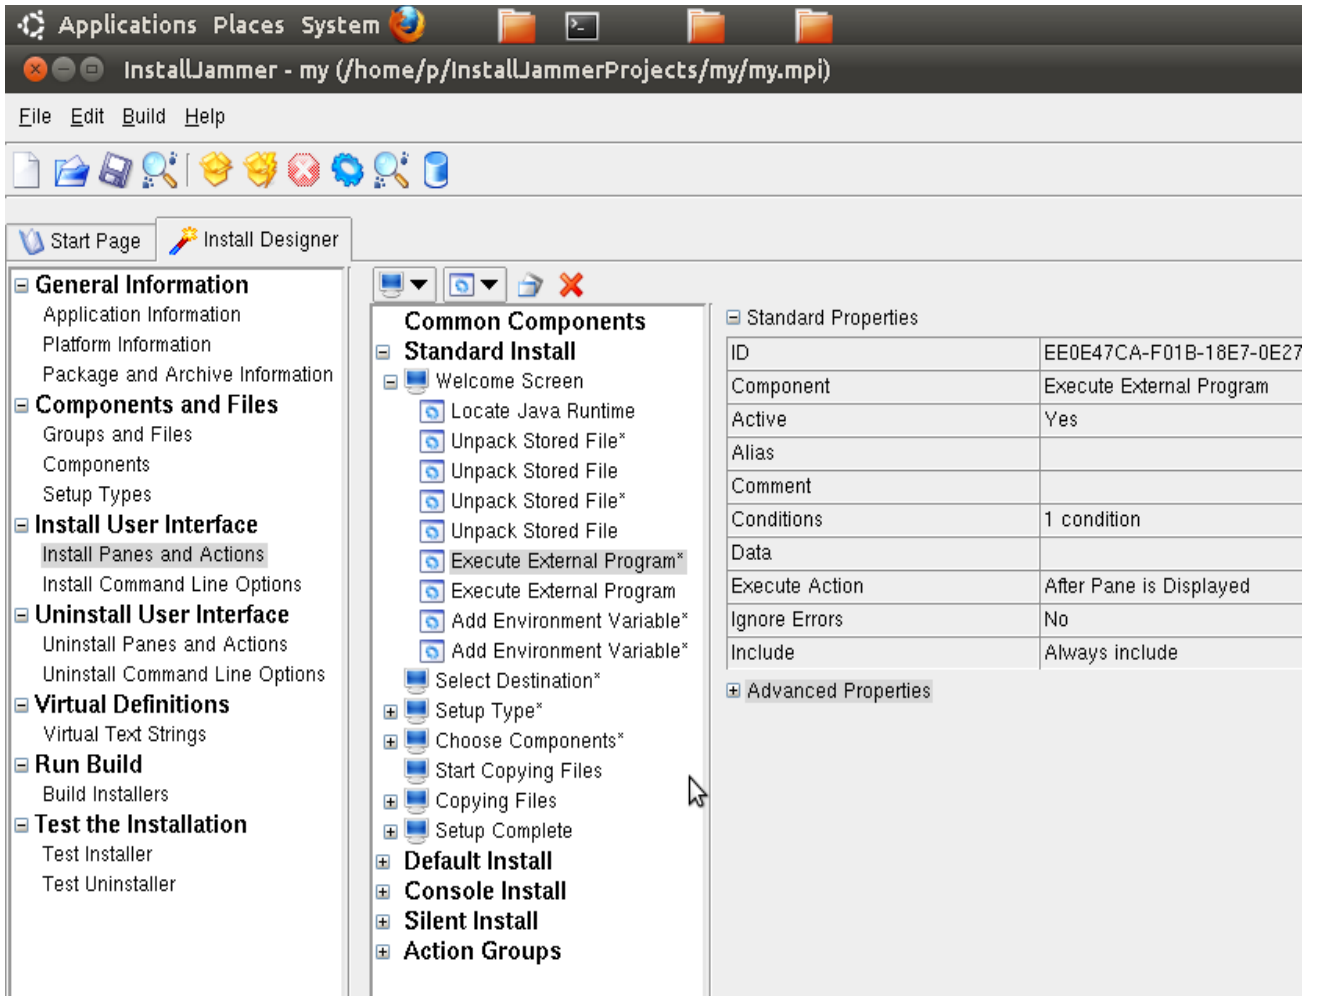 Applications Places System
InstallJammer - my (/home/p/InstallJammerProjects/my/my.mpi)
File Edit Build Help
Start Page Install Designer
General Information
Application Information
Platform Information
Package and Archive Information
Components and Files
Groups and Files
Components
Setup Types
Install User Interface
Install Panes and Actions
Install Command Line Options
Uninstall User Interface
Uninstall Panes and Actions
Uninstall Command Line Options
Virtual Definitions
Virtual Text Strings
Run Build
Build Installers
Test the Installation
Test Installer
Test Uninstaller
Common Components
Standard Install
Welcome Screen
Locate Java Runtime
Unpack Stored File*
Unpack Stored File
Unpack Stored File*
Unpack Stored File
Execute External Program*
Execute External Program
Add Environment Variable*
Add Environment Variable*
Select Destination*
Setup Type*
Choose Components*
Start Copying Files
Copying Files
Setup Complete
Default Install
Console Install
Silent Install
Action Groups
Standard Properties
ID EE0E47CA-F01B-18E7-0E27
Component Execute External Program
Active Yes
Alias
Comment
Conditions 1 condition
Data
Execute Action After Pane is Displayed
Ignore Errors No
Include Always include
Advanced Properties